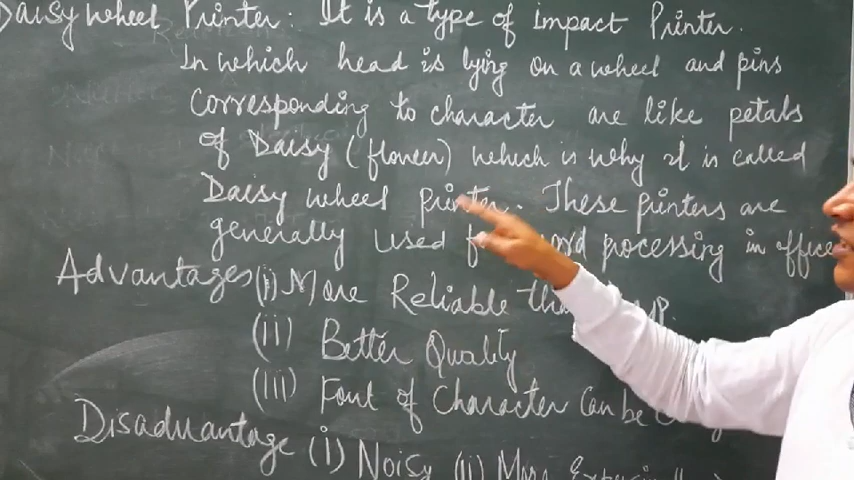 Daisy wheel Printer: It is a type of impact Printer.
In which head is lying on a wheel and pins
Corresponding to character are like petals
of Daisy (flower) which is why it is called
Daisy wheel printer. These printers are
generally used for word processing in offices
Advantages (i) More Reliable than
(ii) Better Quality
(iii) Font of Character Can be
Disadvantage (i) Noisy (ii) More